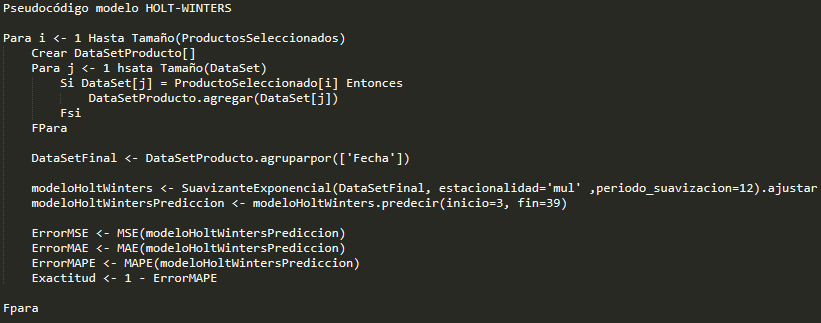 Pseudocódigo modelo HOLT-WINTERS
Para i <- 1 Hasta Tamaño(ProductosSeleccionados)
Crear DataSetProducto[]
Para j <- 1 hsata Tamaño(DataSet)
Si DataSet[j] = ProductoSeleccionado[i] Entonces
DataSetProducto.agregar(DataSet[j])
Fsi
FPara
DataSetFinal <- DataSetProducto.agruparpor(['Fecha'])
modeloHoltWinters <- SuavizanteExponencial(DataSetFinal, estacionalidad='mul' ,periodo_suavizacion=12).ajustar
modeloHoltWintersPrediccion <- modeloHoltWinters.predecir(inicio=3, fin=39)
ErrorMSE <- MSE(modeloHoltWintersPrediccion)
ErrorMAE <- MAE(modeloHoltWintersPrediccion)
ErrorMAPE <- MAPE(modeloHoltWintersPrediccion)
Exactitud <- 1 - ErrorMAPE
Fpara